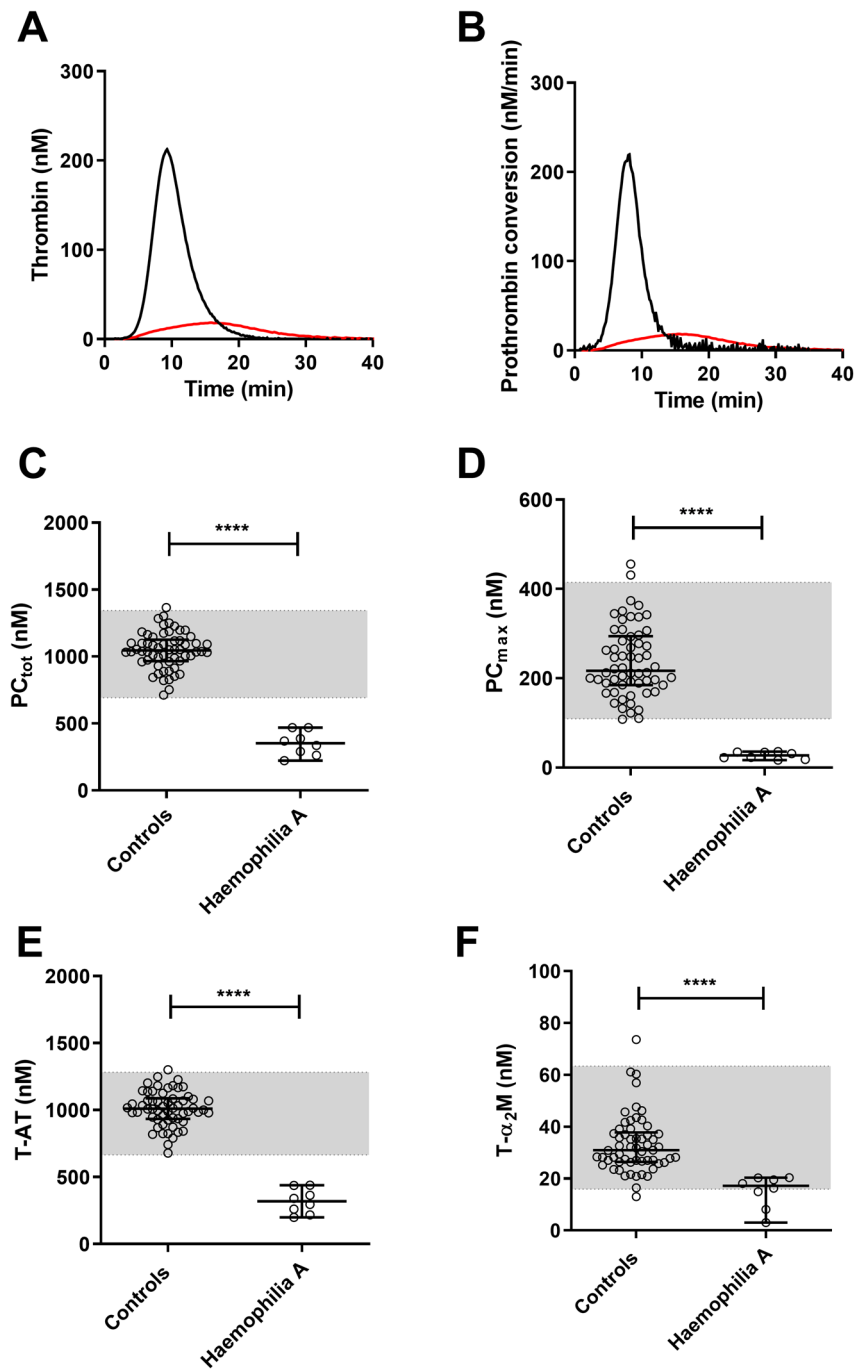 A
Thrombin (nM)
300
200
100
0
0 10 20 30 40
Time (min)
B
Prothrombin conversion (nM/min)
300
200
100
0
0 10 20 30 40
Time (min)
C
PCtot (nM)
2000
1500
1000
500
0
****
Controls
Haemophilia A
D
PCmax (nM)
600
400
200
0
****
Controls
Haemophilia A
E
T-AT (nM)
2000
1500
1000
500
0
****
Controls
Haemophilia A
F
T-α2M (nM)
100
80
60
40
20
0
****
Controls
Haemophilia A